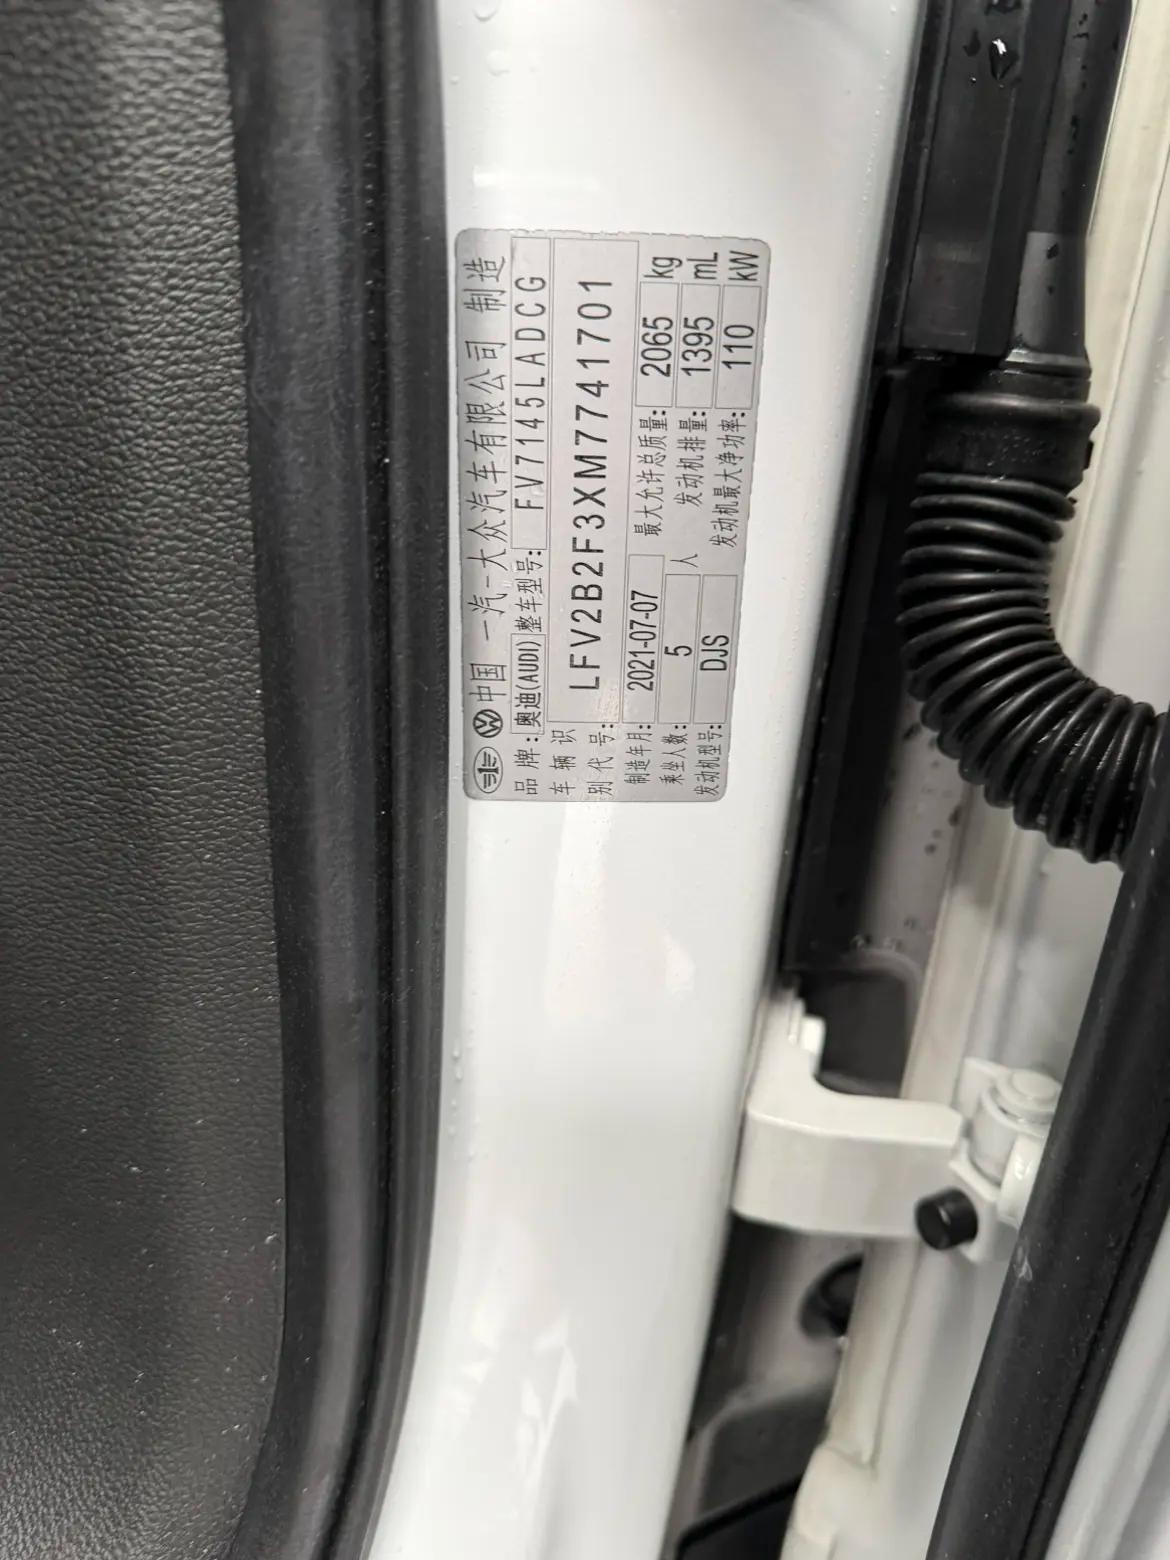 中国 一汽-大众汽车有限公司 制造
品牌: 奥迪(AUDI) 整车型号: FV7145LADCG
车辆识别代号: LFV2B2F3XM7741701
制造年月: 2021-07-07 最大允许总质量: 2065 kg
乘坐人数: 5 人 发动机排量: 1395 mL
发动机型号: DJS 发动机最大净功率: 110 kW